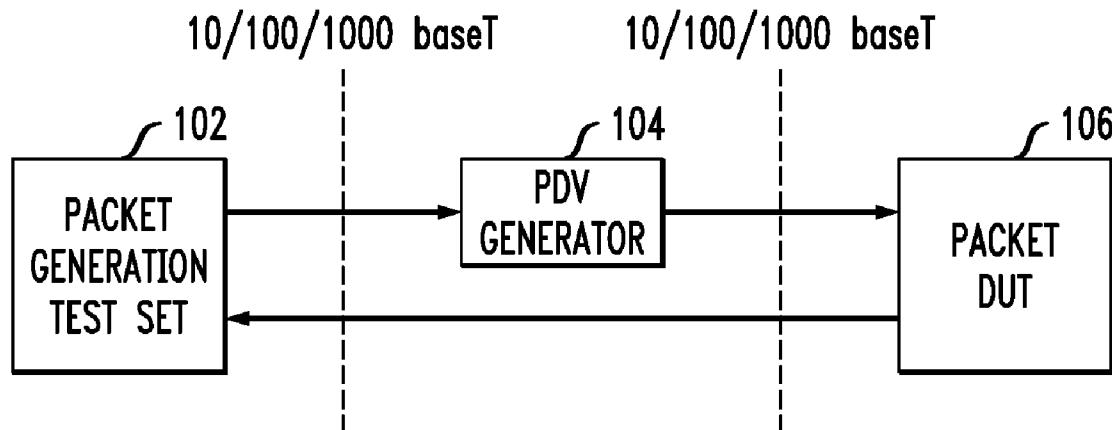 10/100/1000 baseT
10/100/1000 baseT
102
104
106
PACKET
GENERATION
TEST SET
PDV
GENERATOR
PACKET
DUT